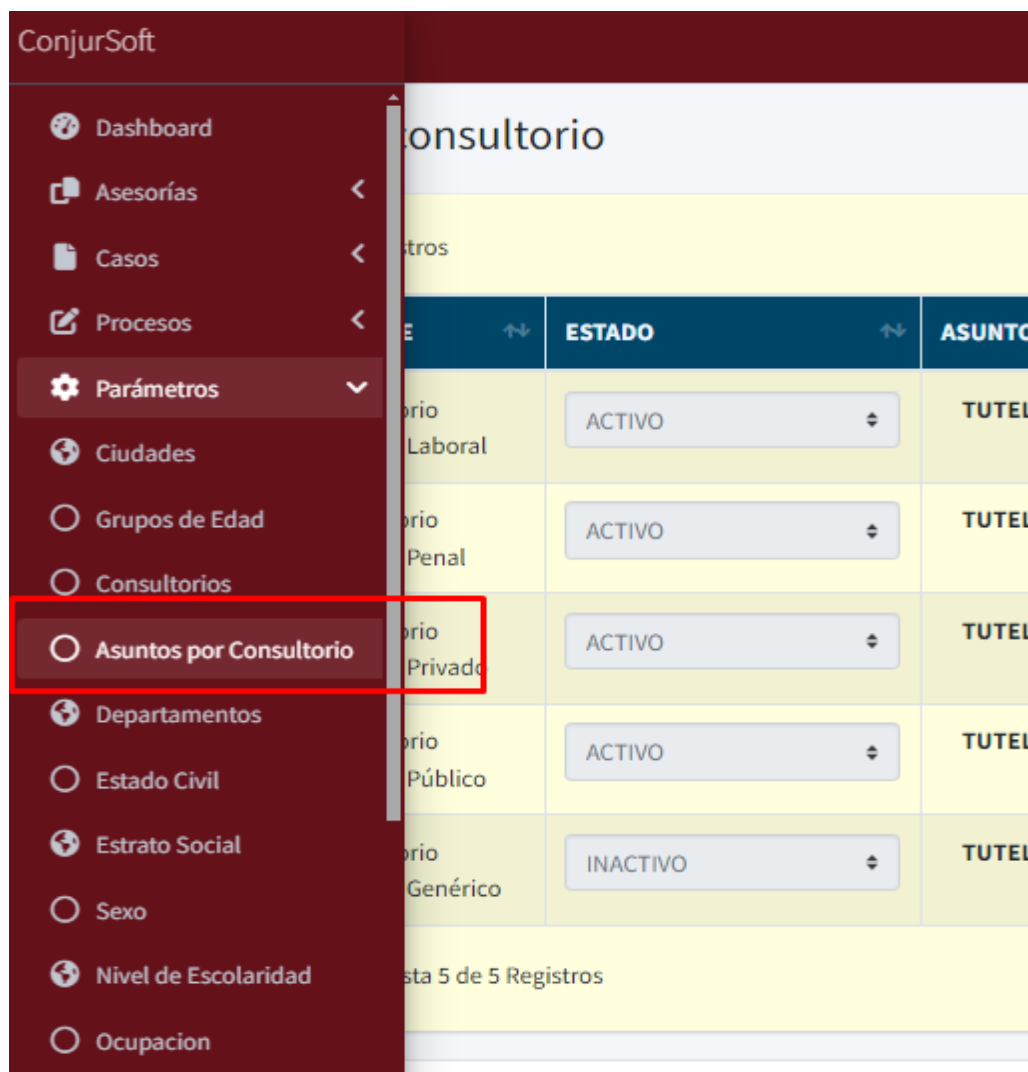 ConjurSoft
Dashboard
Asesorías
Casos
Procesos
Parámetros
Ciudades
Grupos de Edad
Consultorios
Asuntos por Consultorio
Departamentos
Estado Civil
Estrato Social
Sexo
Nivel de Escolaridad
Ocupacion
consultorio
stros
E ESTADO ASUNTO
orio
Laboral ACTIVO TUTEL
orio
Penal ACTIVO TUTEL
orio
Privado ACTIVO TUTEL
orio
Público ACTIVO TUTEL
orio
Genérico INACTIVO TUTEL
sta 5 de 5 Registros